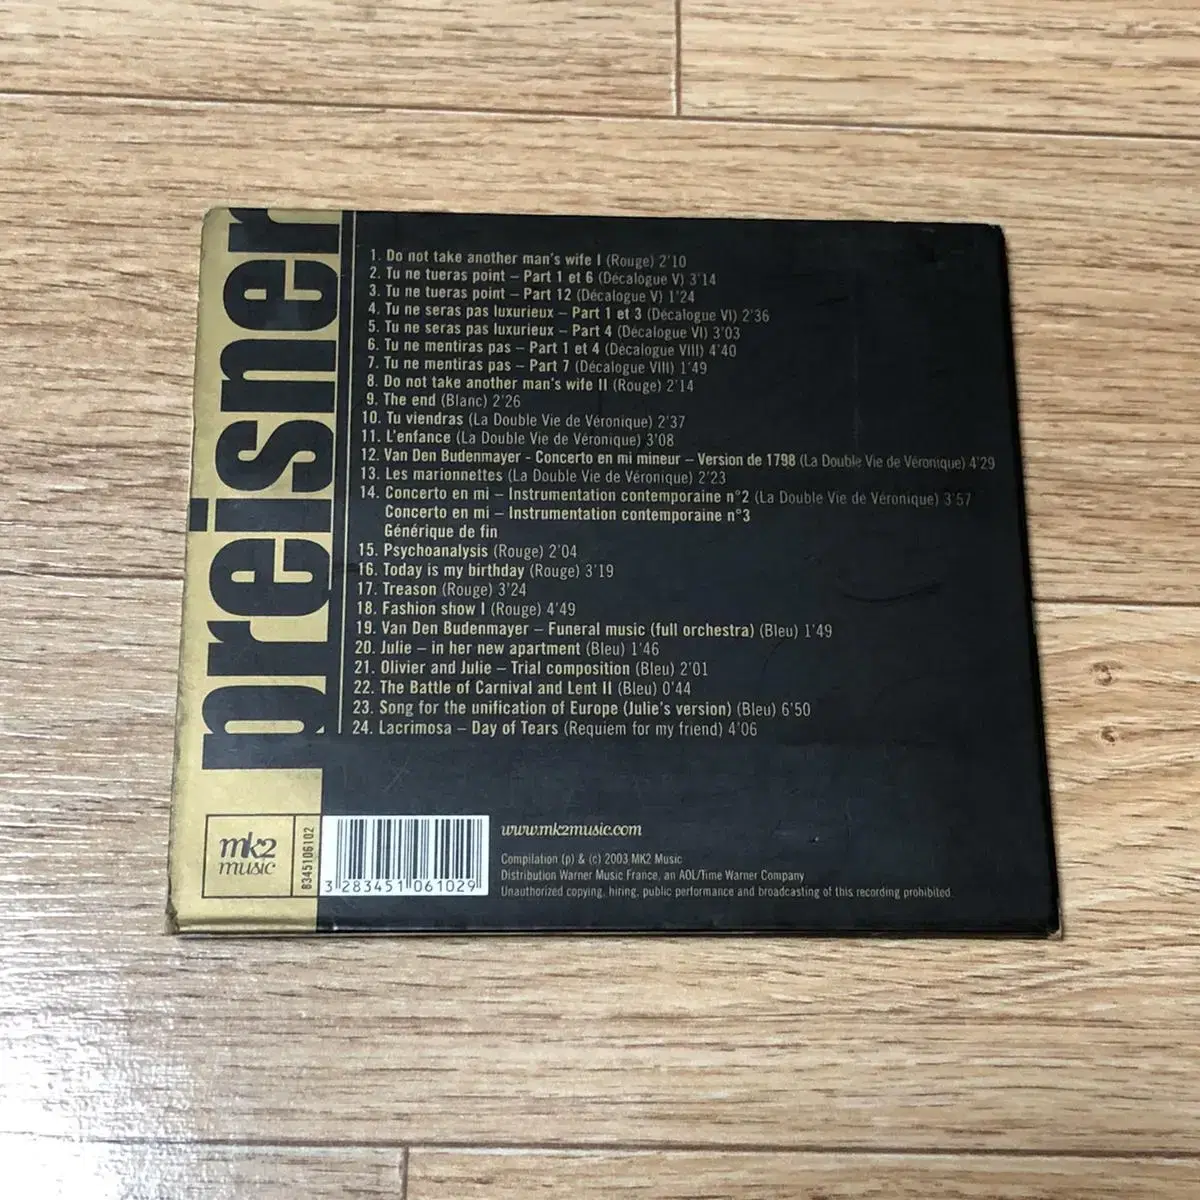 preisner
1. Do not take another man's wife I (Rouge) 2'10
2. Tu ne tueras point – Part 1 et 6 (Décalogue V) 3'14
3. Tu ne tueras point – Part 12 (Décalogue V) 1'24
4. Tu ne seras pas luxurieux – Part 1 et 3 (Décalogue VI) 2'36
5. Tu ne seras pas luxurieux – Part 4 (Décalogue VI) 3'03
6. Tu ne mentiras pas – Part 1 et 4 (Décalogue VIII) 4'40
7. Tu ne mentiras pas – Part 7 (Décalogue VIII) 1'49
8. Do not take another man's wife II (Rouge) 2'14
9. The end (Blanc) 2'26
10. Tu viendras (La Double Vie de Véronique) 2'37
11. L'enfance (La Double Vie de Véronique) 3'08
12. Van Den Budenmayer - Concerto en mi mineur – Version de 1798 (La Double Vie de Véronique) 4'29
13. Les marionnettes (La Double Vie de Véronique) 2'23
14. Concerto en mi – Instrumentation contemporaine n°2 (La Double Vie de Véronique) 3'57
Concerto en mi – Instrumentation contemporaine n°3
Générique de fin
15. Psychoanalysis (Rouge) 2'04
16. Today is my birthday (Rouge) 3'19
17. Treason (Rouge) 3'24
18. Fashion show I (Rouge) 4'49
19. Van Den Budenmayer – Funeral music (full orchestra) (Bleu) 1'49
20. Julie – in her new apartment (Bleu) 1'46
21. Olivier and Julie – Trial composition (Bleu) 2'01
22. The Battle of Carnival and Lent II (Bleu) 0'44
23. Song for the unification of Europe (Julie's version) (Bleu) 6'50
24. Lacrimosa – Day of Tears (Requiem for my friend) 4'06
mk2
music
8345106102
3 283451 061029
www.mk2music.com
Compilation (p) & (c) 2003 MK2 Music
Distribution Warner Music France, an AOL/Time Warner Company
Unauthorized copying, hiring, public performance and broadcasting of this recording prohibited.